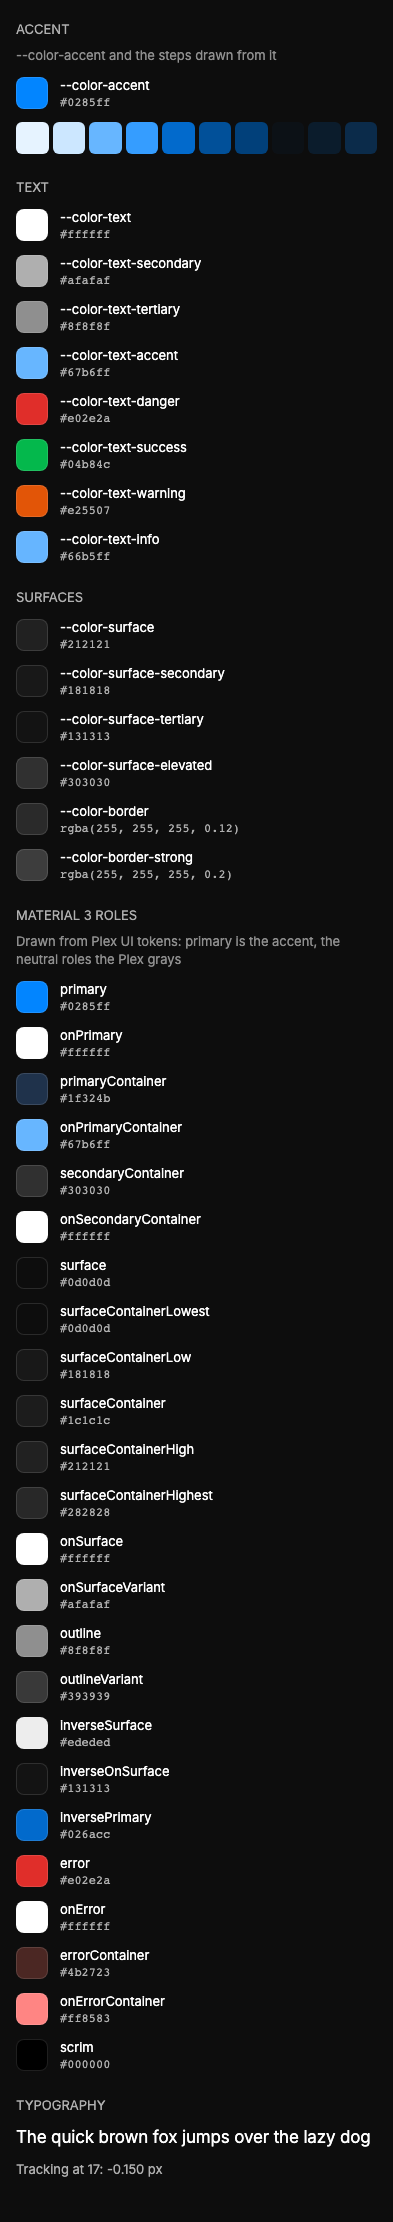 ACCENT
--color-accent and the steps drawn from it
--color-accent
#0285ff
TEXT
--color-text
#ffffff
--color-text-secondary
#afafaf
--color-text-tertiary
#8f8f8f
--color-text-accent
#67b6ff
--color-text-danger
#e02e2a
--color-text-success
#04b84c
--color-text-warning
#e25507
--color-text-info
#66b5ff
SURFACES
--color-surface
#212121
--color-surface-secondary
#181818
--color-surface-tertiary
#131313
--color-surface-elevated
#303030
--color-border
rgba(255, 255, 255, 0.12)
--color-border-strong
rgba(255, 255, 255, 0.2)
MATERIAL 3 ROLES
Drawn from Plex UI tokens: primary is the accent, the
neutral roles the Plex grays
primary
#0285ff
onPrimary
#ffffff
primaryContainer
#1f324b
onPrimaryContainer
#67b6ff
secondaryContainer
#303030
onSecondaryContainer
#ffffff
surface
#0d0d0d
surfaceContainerLowest
#0d0d0d
surfaceContainerLow
#181818
surfaceContainer
#1c1c1c
surfaceContainerHigh
#212121
surfaceContainerHighest
#282828
onSurface
#ffffff
onSurfaceVariant
#afafaf
outline
#8f8f8f
outlineVariant
#393939
inverseSurface
#ededed
inverseOnSurface
#131313
inversePrimary
#026acc
error
#e02e2a
onError
#ffffff
errorContainer
#4b2723
onErrorContainer
#ff8583
scrim
#000000
TYPOGRAPHY
The quick brown fox jumps over the lazy dog
Tracking at 17: -0.150 px